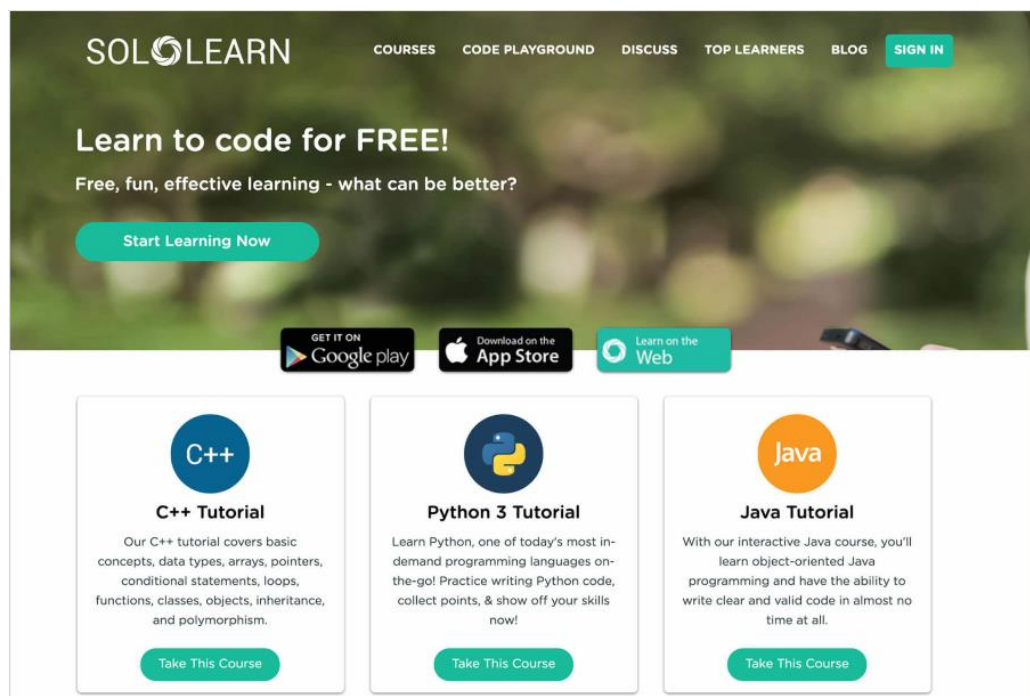 SOLOLEARN
COURSES CODE PLAYGROUND DISCUSS TOP LEARNERS BLOG SIGN IN
Learn to code for FREE!
Free, fun, effective learning - what can be better?
Start Learning Now
GET IT ON
Google play
Download on the
App Store
Learn on the
Web
C++
C++ Tutorial
Our C++ tutorial covers basic
concepts, data types, arrays, pointers,
conditional statements, loops,
functions, classes, objects, inheritance,
and polymorphism.
Take This Course
Python 3 Tutorial
Learn Python, one of today's most in-
demand programming languages on-
the-go! Practice writing Python code,
collect points, & show off your skills
now!
Take This Course
Java
Java Tutorial
With our interactive Java course, you'll
learn object-oriented Java
programming and have the ability to
write clear and valid code in almost no
time at all.
Take This Course